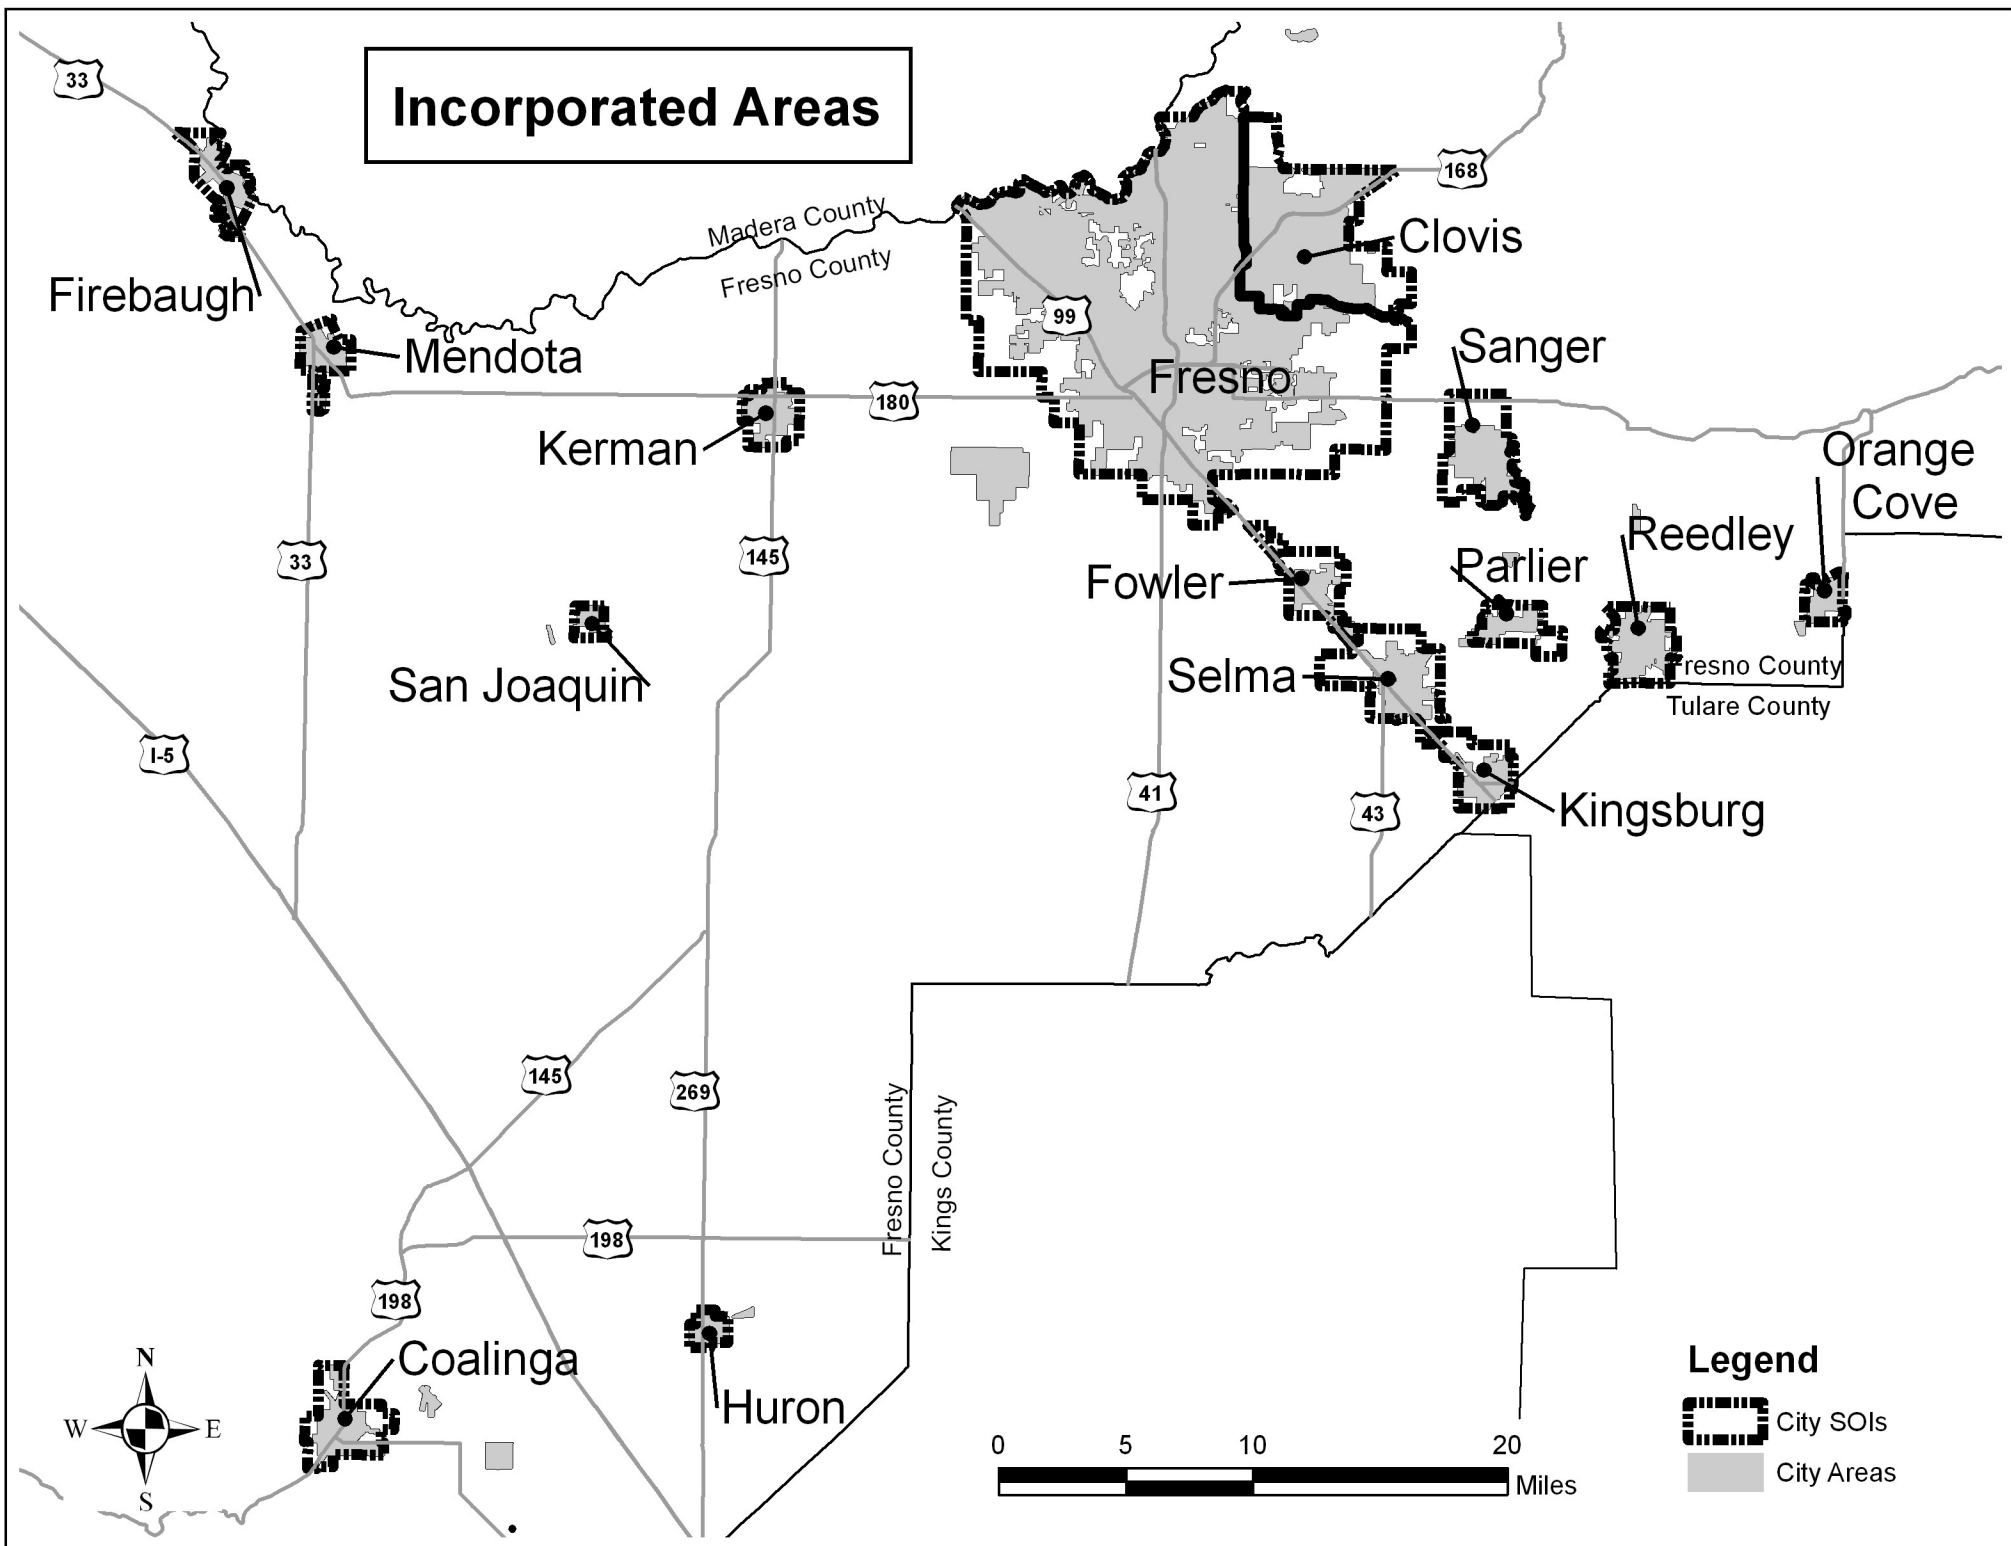 33
Incorporated Areas
168
Madera County
Fresno County
Clovis
Firebaugh
99
Mendota
Sanger
Fresno
180
Kerman
Orange
Cove
Reedley
33
145
Parlier
Fowler
San Joaquin
Selma
Fresno County
Tulare County
I-5
41
43
Kingsburg
145
269
Fresno County
Kings County
198
198
Coalinga
Huron
N
W
E
S
Legend
City SOIs
City Areas
0
5
10
20
Miles